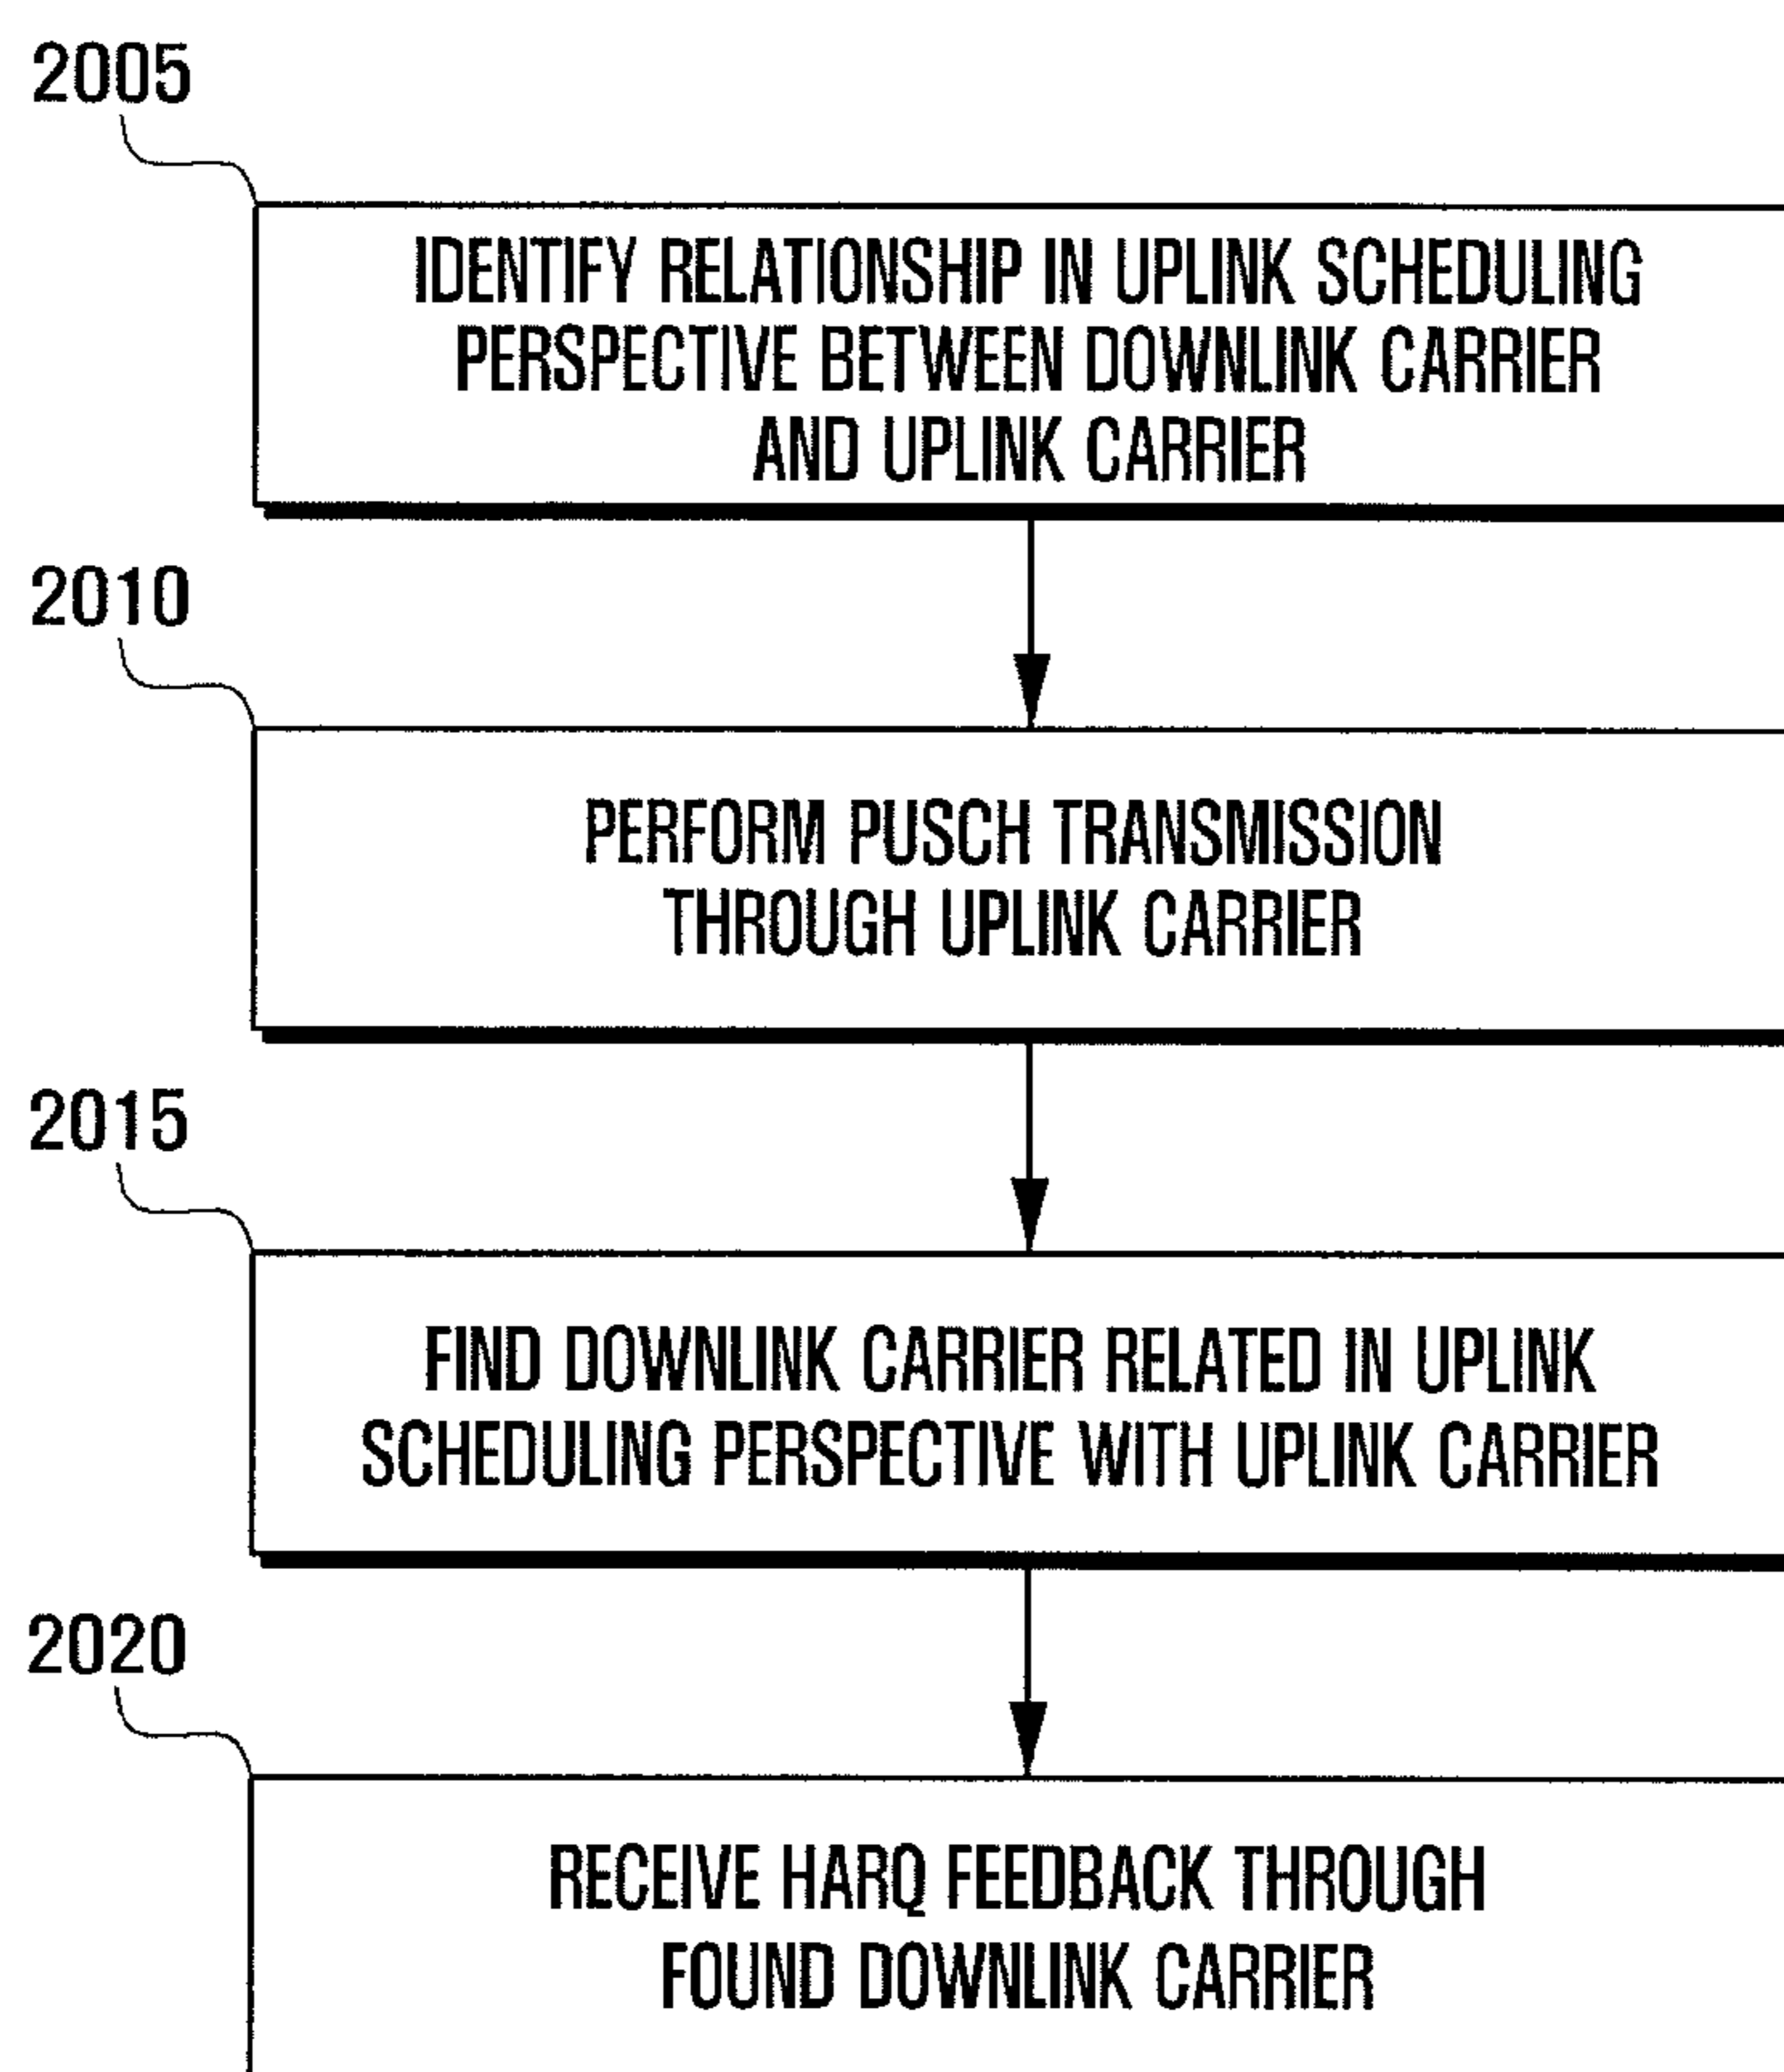 2005
IDENTIFY RELATIONSHIP IN UPLINK SCHEDULING
PERSPECTIVE BETWEEN DOWNLINK CARRIER
AND UPLINK CARRIER
2010
PERFORM PUSCH TRANSMISSION
THROUGH UPLINK CARRIER
2015
FIND DOWNLINK CARRIER RELATED IN UPLINK
SCHEDULING PERSPECTIVE WITH UPLINK CARRIER
2020
RECEIVE HARQ FEEDBACK THROUGH
FOUND DOWNLINK CARRIER